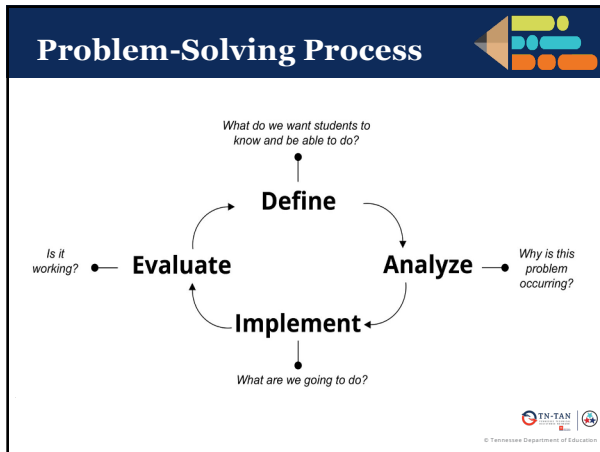 Problem-Solving Process
What do we want students to
know and be able to do?
Define
Is it
working?
Evaluate
Analyze
Why is this
problem
occurring?
Implement
What are we going to do?
TN-TAN
© Tennessee Department of Education